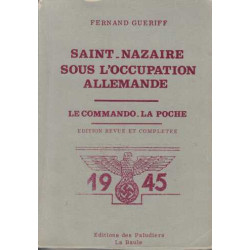 FERNAND GUERIFF
SAINT-NAZAIRE
SOUS L'OCCUPATION
ALLEMANDE
LE COMMANDO - LA POCHE
EDITION REVUE ET COMPLETEE
1945
Editions des Paludiers
La Baule